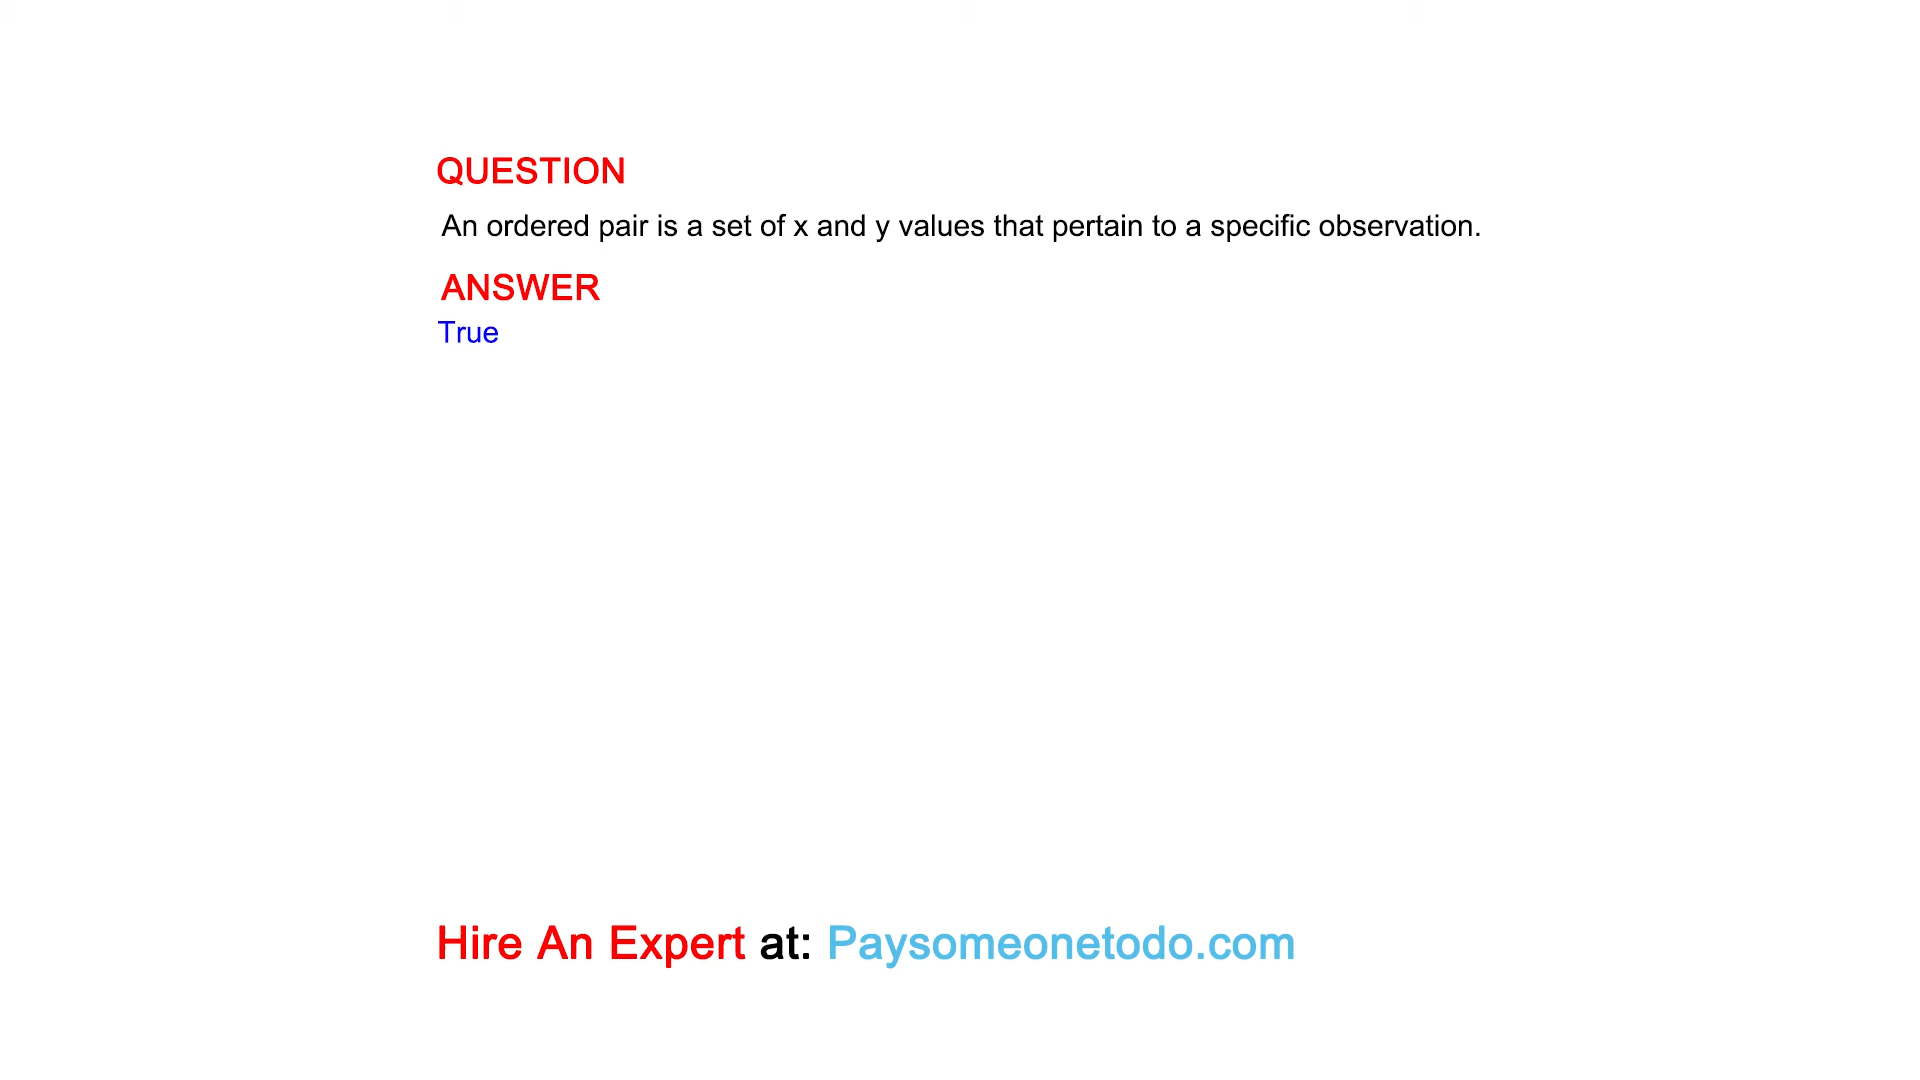 QUESTION
An ordered pair is a set of x and y values that pertain to a specific observation.
ANSWER
True
Hire An Expert at: Paysomeonetodo.com